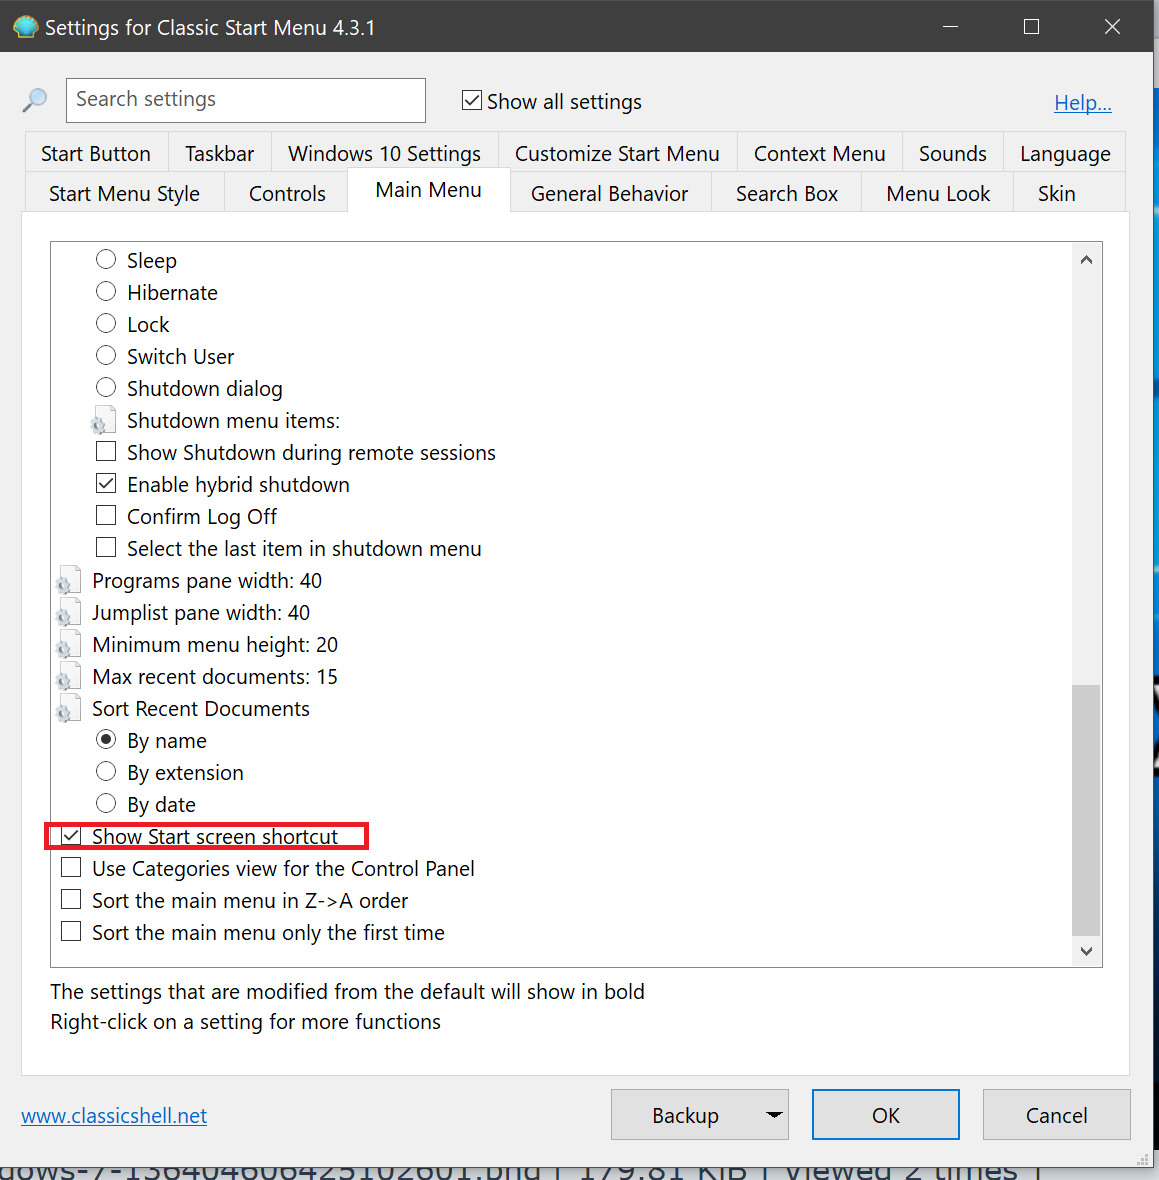 Settings for Classic Start Menu 4.3.1
Search settings
Show all settings
Help...
Start Button
Taskbar
Windows 10 Settings
Customize Start Menu
Context Menu
Sounds
Language
Start Menu Style
Controls
Main Menu
General Behavior
Search Box
Menu Look
Skin
Sleep
Hibernate
Lock
Switch User
Shutdown dialog
Shutdown menu items:
Show Shutdown during remote sessions
Enable hybrid shutdown
Confirm Log Off
Select the last item in shutdown menu
Programs pane width: 40
Jumplist pane width: 40
Minimum menu height: 20
Max recent documents: 15
Sort Recent Documents
By name
By extension
By date
Show Start screen shortcut
Use Categories view for the Control Panel
Sort the main menu in Z->A order
Sort the main menu only the first time
The settings that are modified from the default will show in bold
Right-click on a setting for more functions
www.classicshell.net
Backup
OK
Cancel
179.81 KiB | Viewed 2 times |